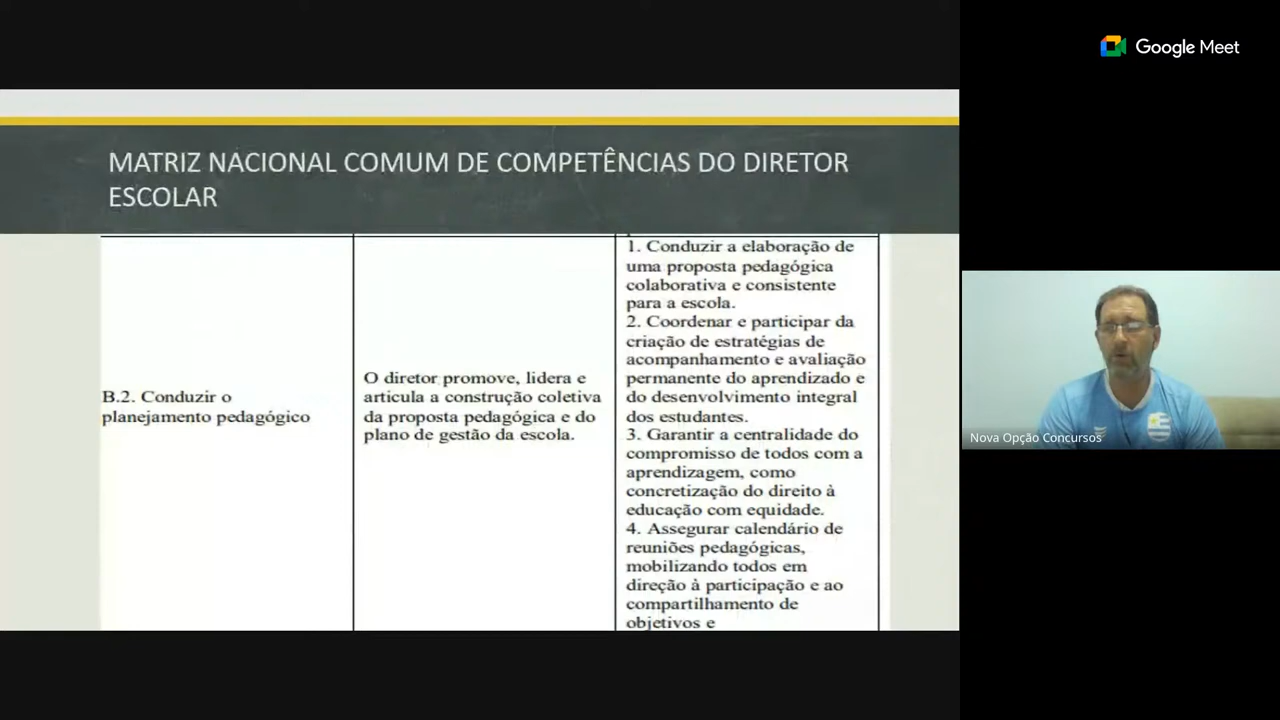 Google Meet
MATRIZ NACIONAL COMUM DE COMPETÊNCIAS DO DIRETOR
ESCOLAR
B.2. Conduzir o
planejamento pedagógico
O diretor promove, lidera e
articula a construção coletiva
da proposta pedagógica e do
plano de gestão da escola.
1. Conduzir a elaboração de
uma proposta pedagógica
colaborativa e consistente
para a escola.
2. Coordenar e participar da
criação de estratégias de
acompanhamento e avaliação
permanente do aprendizado e
do desenvolvimento integral
dos estudantes.
3. Garantir a centralidade do
compromisso de todos com a
aprendizagem, como
concretização do direito à
educação com equidade.
4. Assegurar calendário de
reuniões pedagógicas,
mobilizando todos em
direção à participação e ao
compartilhamento de
objetivos e
Nova Opção Concursos